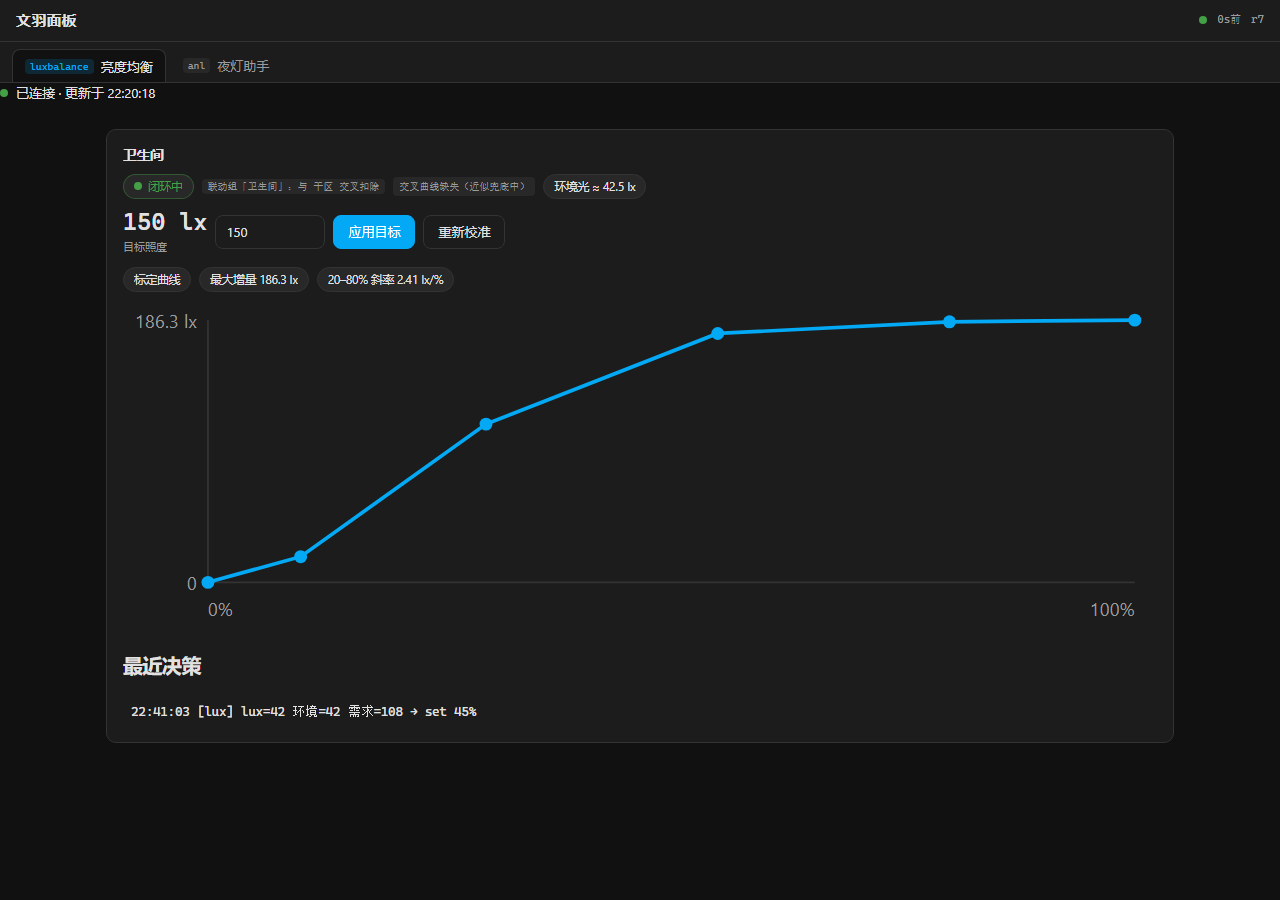 文羽面板
0s前 r7
luxbalance 亮度均衡 anl 夜灯助手
已连接 · 更新于 22:20:18
卫生间
闭环中 联动组「卫生间」: 与 干区 交叉扣除 交叉曲线缺失（近似兜底中） 环境光 ≈ 42.5 lx
150 lx 150 应用目标 重新校准
目标照度
标定曲线 最大增量 186.3 lx 20–80% 斜率 2.41 lx/%
186.3 lx
0
0% 100%
最近决策
22:41:03 [lux] lux=42 环境=42 需求=108 → set 45%